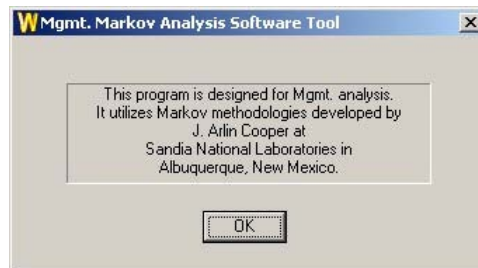 W Mgmt. Markov Analysis Software Tool
This program is designed for Mgmt. analysis.
It utilizes Markov methodologies developed by
J. Arlin Cooper at
Sandia National Laboratories in
Albuquerque, New Mexico.
OK